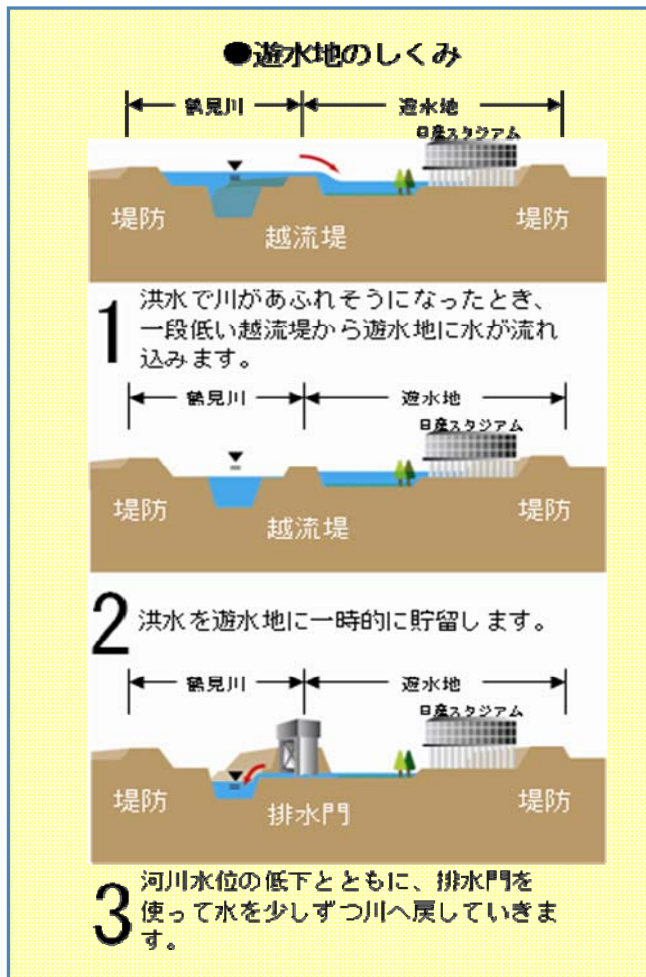 ●遊水地のしくみ
鶴見川 遊水地
日産スタジアム
堤防 越流堤 堤防
1 洪水で川があふれそうになったとき、
一段低い越流堤から遊水地に水が流れ
込みます。
鶴見川 遊水地
日産スタジアム
堤防 越流堤 堤防
2 洪水を遊水地に一時的に貯留します。
鶴見川 遊水地
日産スタジアム
堤防 排水門 堤防
3 河川水位の低下とともに、排水門を
使って水を少しずつ川へ戻していきま
す。